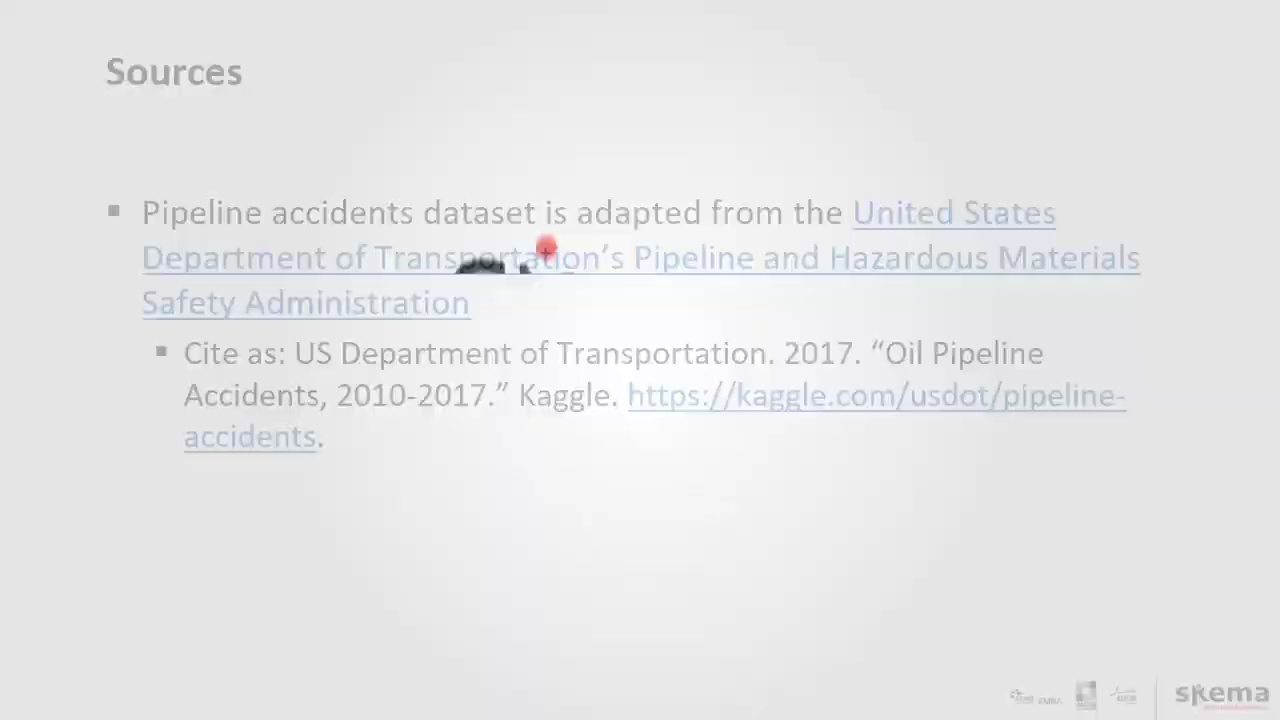 Sources
Pipeline accidents dataset is adapted from the United States
Department of Transportation’s Pipeline and Hazardous Materials
Safety Administration
Cite as: US Department of Transportation. 2017. “Oil Pipeline
Accidents, 2010-2017.” Kaggle. https://kaggle.com/usdot/pipeline-
accidents.
skema